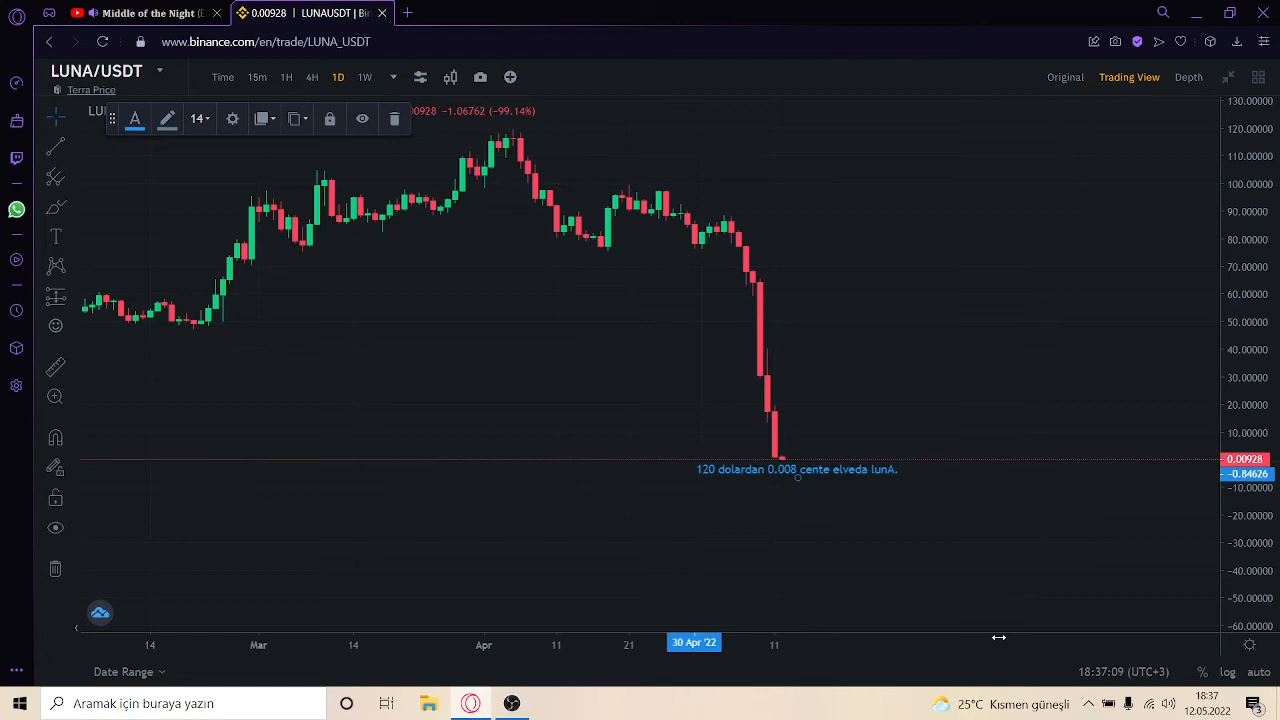 Middle of the Night (E
0.00928 | LUNAUSDT | Bin
www.binance.com/en/trade/LUNA_USDT
LUNA/USDT
Terra Price
Time 15m 1H 4H 1D 1W
Original Trading View Depth
LU
14
00928 -1.06762 (-99.14%)
130.00000
120.00000
110.00000
100.00000
90.00000
80.00000
70.00000
60.00000
50.00000
40.00000
30.00000
20.00000
10.00000
0.00928
120 dolardan 0.008 cente elveda lunA.
-0.84626
-10.00000
-20.00000
-30.00000
-40.00000
-50.00000
-60.00000
14 Mar 14 Apr 11 21 30 Apr '22 11
Date Range
18:37:09 (UTC+3) % log auto
Aramak için buraya yazın
25°C Kısmen güneşli
18:37
12.05.2022
3